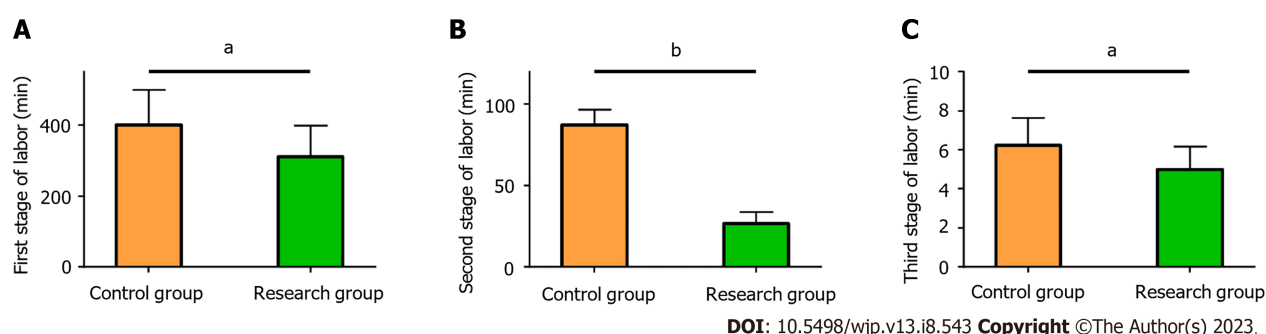 A
B
C
a
b
a
First stage of labor (min)
400
200
0
Control group
Research group
Second stage of labor (min)
100
50
0
Control group
Research group
Third stage of labor (min)
10
8
6
4
2
0
Control group
Research group
DOI: 10.5498/wjp.v13.i8.543 Copyright ©The Author(s) 2023.